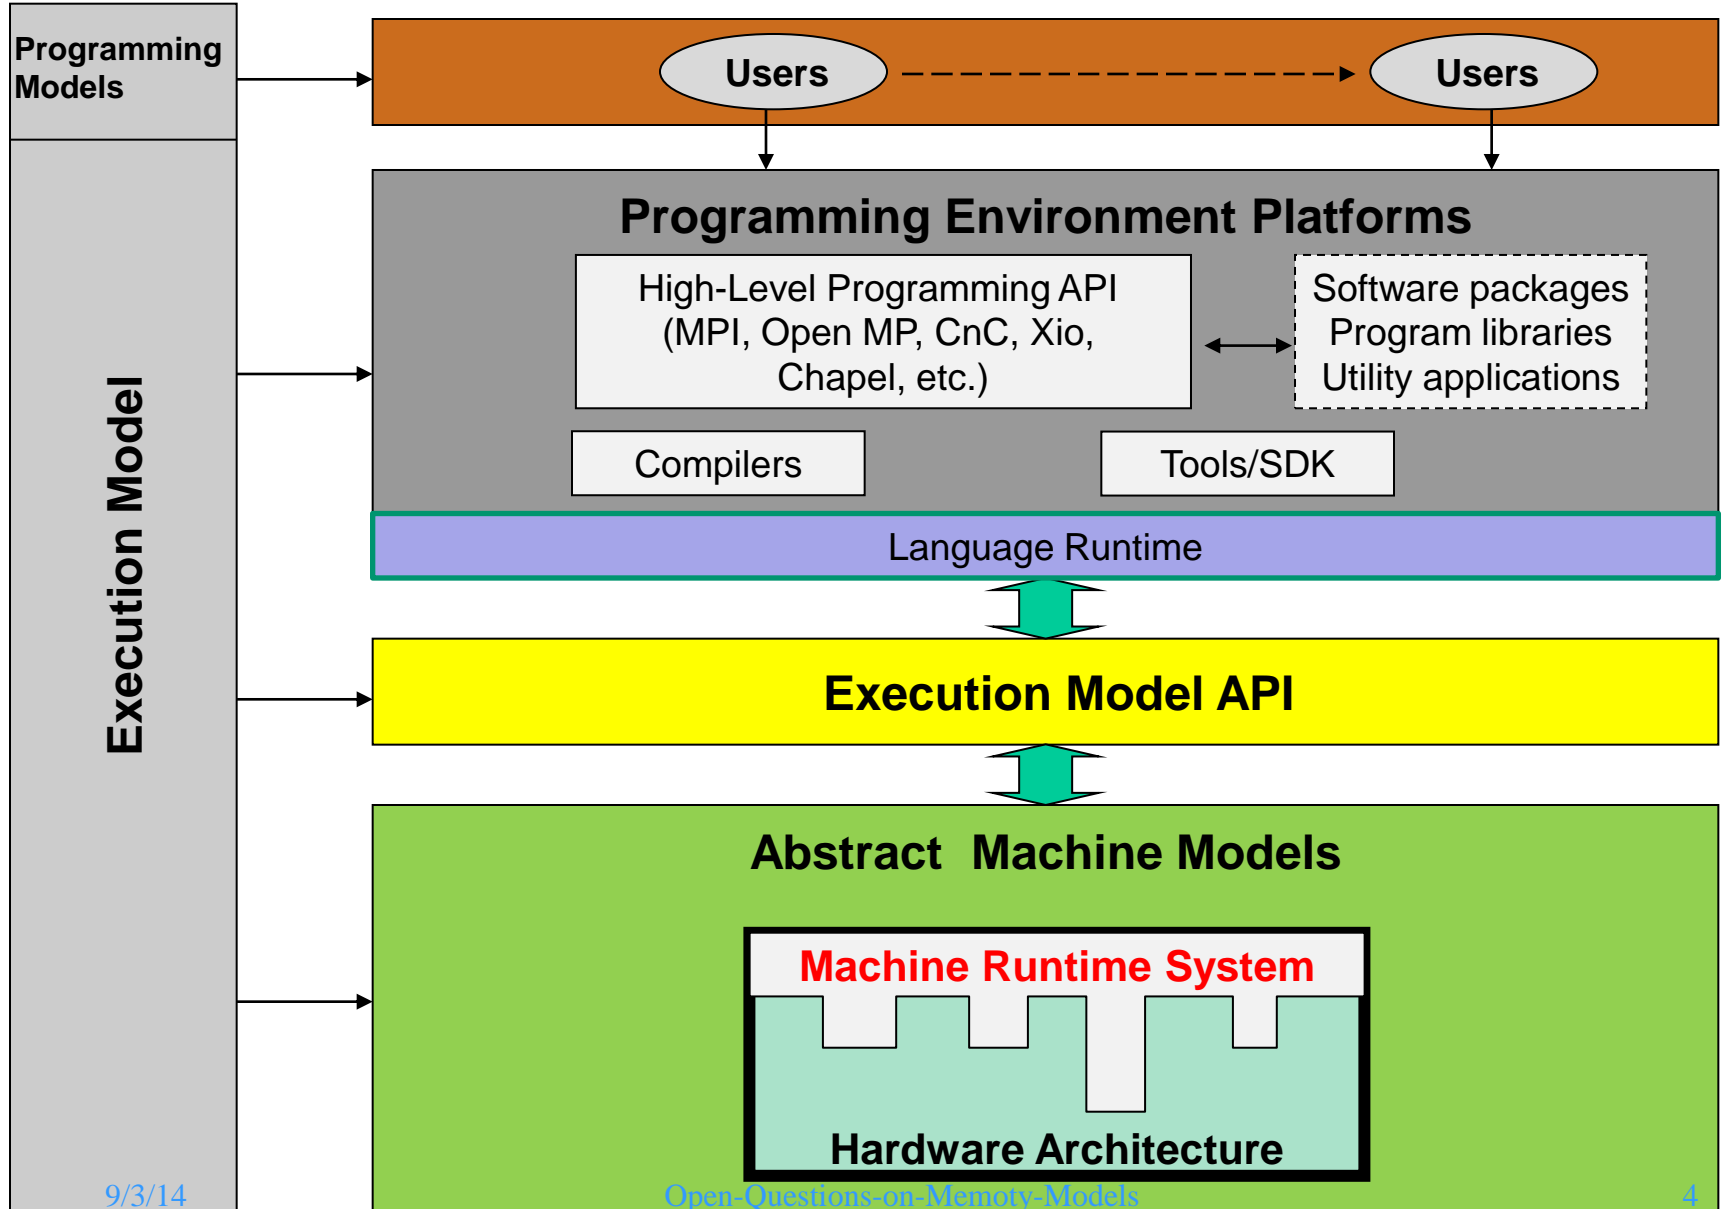 Programming
Models
Users
Users
Programming Environment Platforms
High-Level Programming API
(MPI, Open MP, CnC, Xio,
Chapel, etc.)
Software packages
Program libraries
Utility applications
Compilers
Tools/SDK
Language Runtime
Execution Model
Execution Model API
Abstract Machine Models
Machine Runtime System
Hardware Architecture
9/3/14
Open-Questions-on-Memoty-Models
4